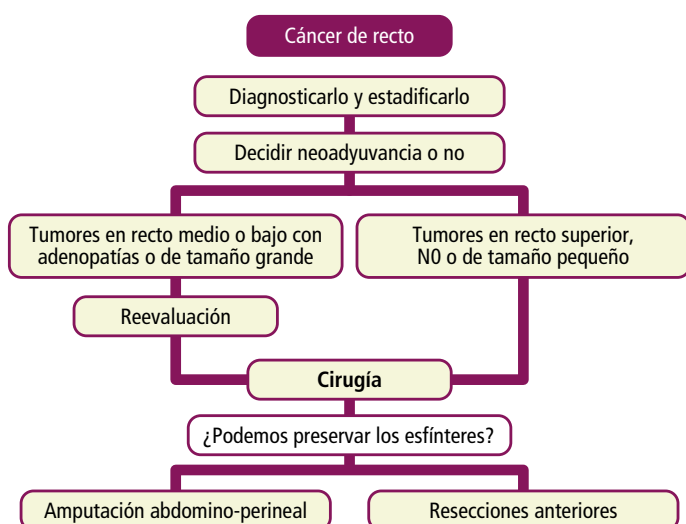 Cáncer de recto
Diagnosticarlo y estadificarlo
Decidir neoadyuvancia o no
Tumores en recto medio o bajo con
adenopatías o de tamaño grande
Tumores en recto superior,
N0 o de tamaño pequeño
Reevaluación
Cirugía
¿Podemos preservar los esfínteres?
Amputación abdomino-perineal
Resecciones anteriores